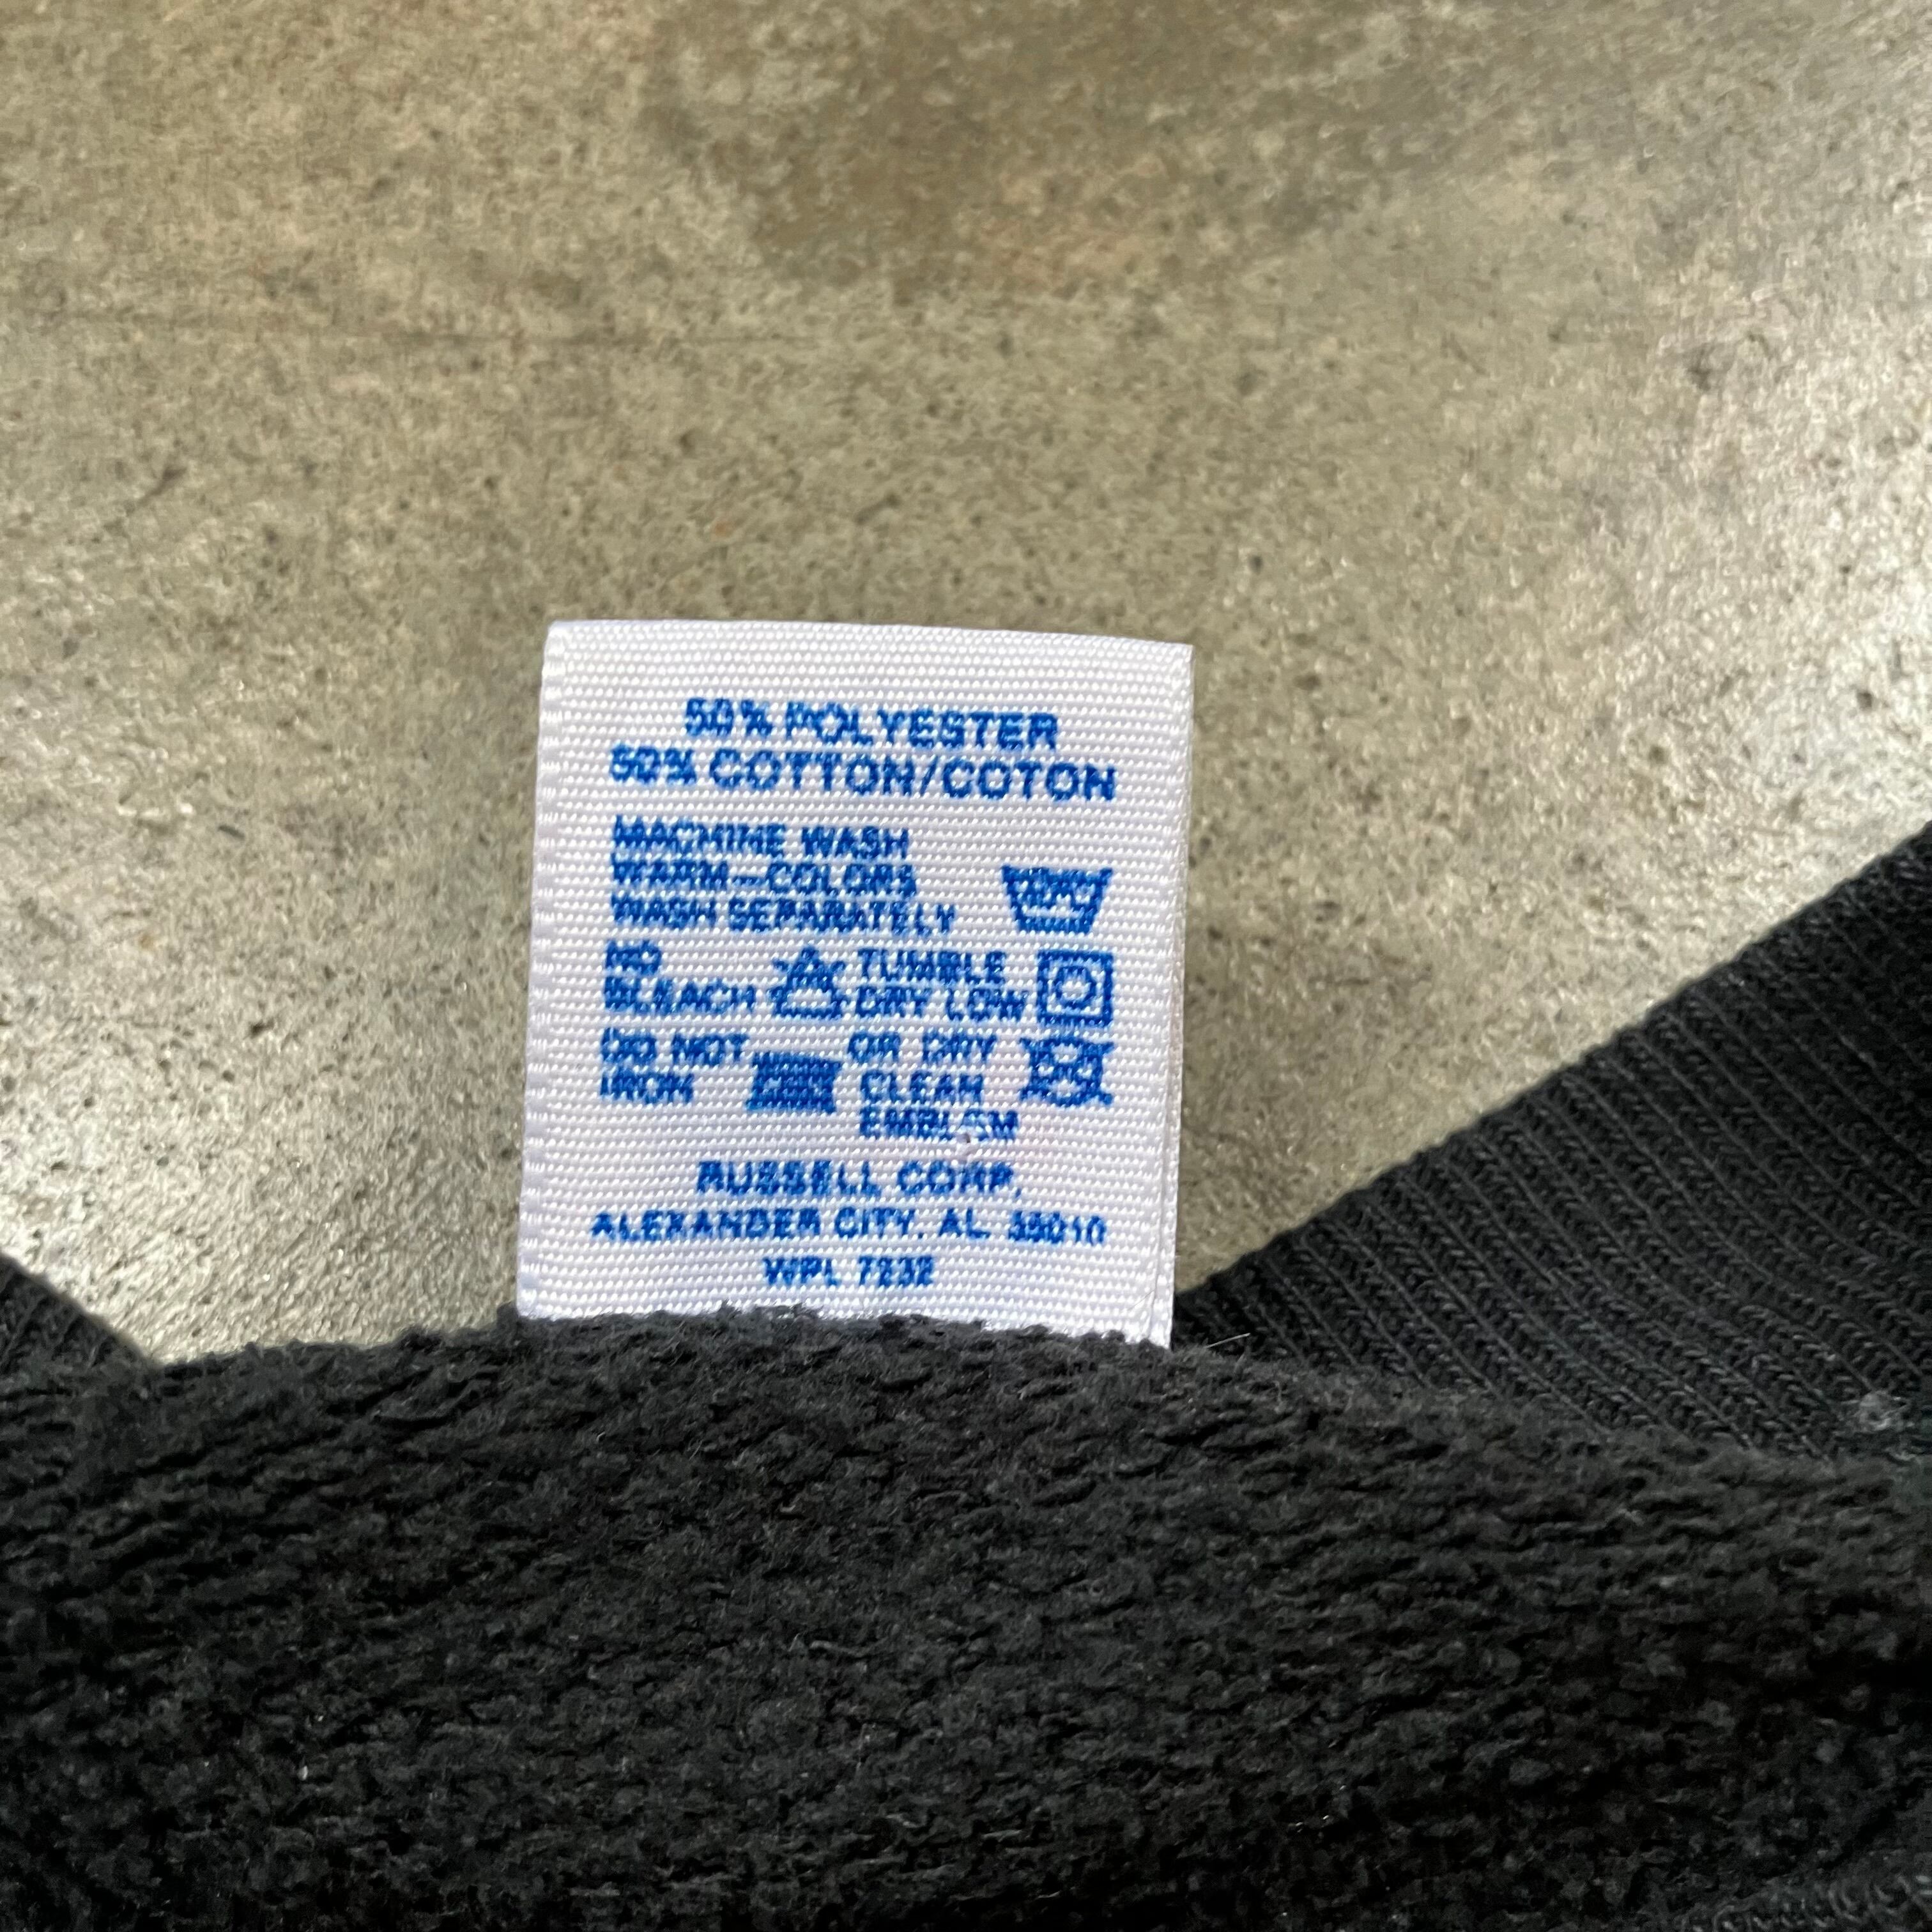 50% POLYESTER
50% COTTON/COTON
MACHINE WASH
WARM—COLORS
WASH SEPARATELY
NO
BLEACH
TUMBLE
DRY LOW
DO NOT
IRON
OR DRY
CLEAN
EMBLEM
RUSSELL CORP.
ALEXANDER CITY, AL 35010
WPL 7232